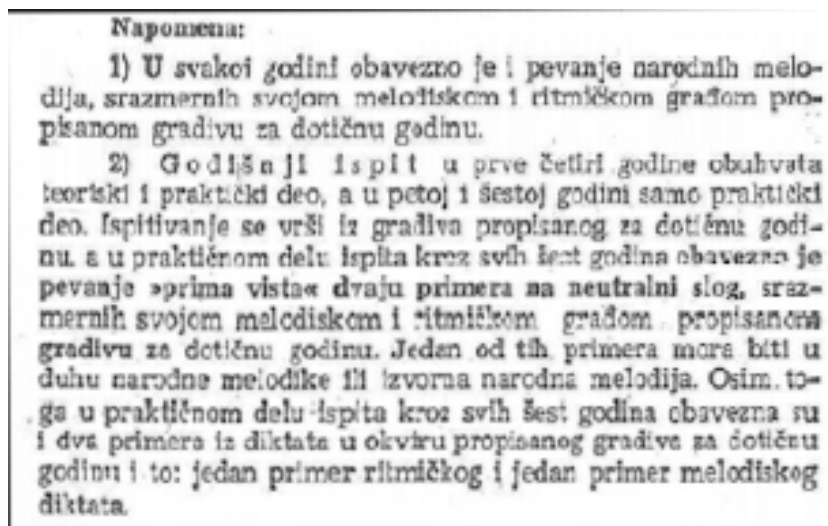 Napomena:
1) U svakoj godini obavezno je i pevanje narodnih melo-
dija, srazmernih svojom melodiskom i ritmičkom građom pro-
pisanom gradivu za dotičnu godinu.
2) Godišnji ispit u prve četiri godine obuhvata
teoriski i praktički deo, a u petoj i šestoj godini samo praktički
deo. Ispitivanje se vrši iz gradiva propisanog za dotičnu godi-
nu, a u praktičnom delu ispita kroz svih šest godina obavezno je
pevanje »prima vista« dvaju primera na neutralni slog, sraz-
mernih svojom melodiskom i ritmičkom građom propisanom
gradivu za dotičnu godinu. Jedan od tih primera mora biti u
duhu narodne melodike ili izvorna narodna melodija. Osim to-
ga u praktičnom delu ispita kroz svih šest godina obavezna su
i dva primera iz diktata u okviru propisanog gradiva za dotičnu
godinu i to: jedan primer ritmičkog i jedan primer melodiskog
diktata.